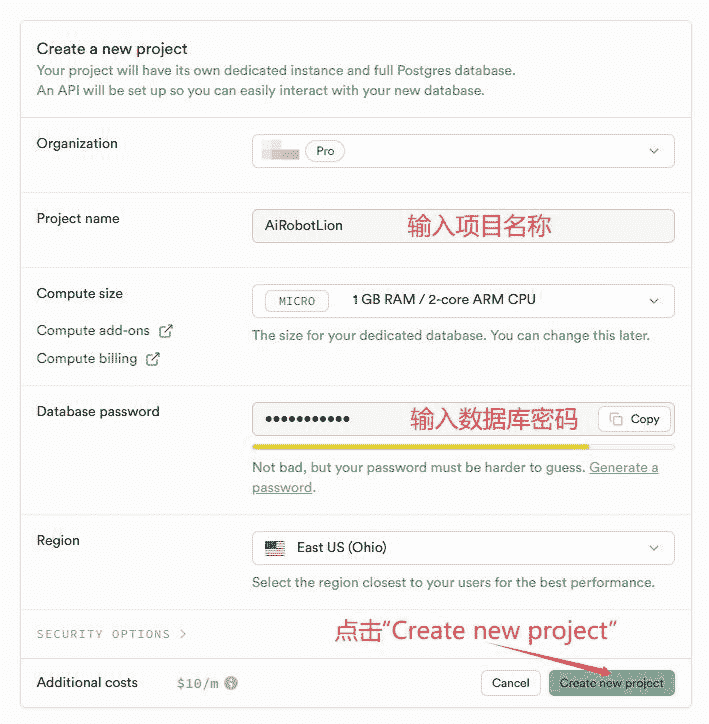 Create a new project
Your project will have its own dedicated instance and full Postgres database.
An API will be set up so you can easily interact with your new database.
Organization
Pro
Project name
AiRobotLion
输入项目名称
Compute size
MICRO
1 GB RAM / 2-core ARM CPU
Compute add-ons
The size for your dedicated database. You can change this later.
Compute billing
Database password
•••••••••••
输入数据库密码
Copy
Not bad, but your password must be harder to guess. Generate a
password.
Region
East US (Ohio)
Select the region closest to your users for the best performance.
SECURITY OPTIONS
点击“Create new project”
Additional costs
$10/m
Cancel
Create new project